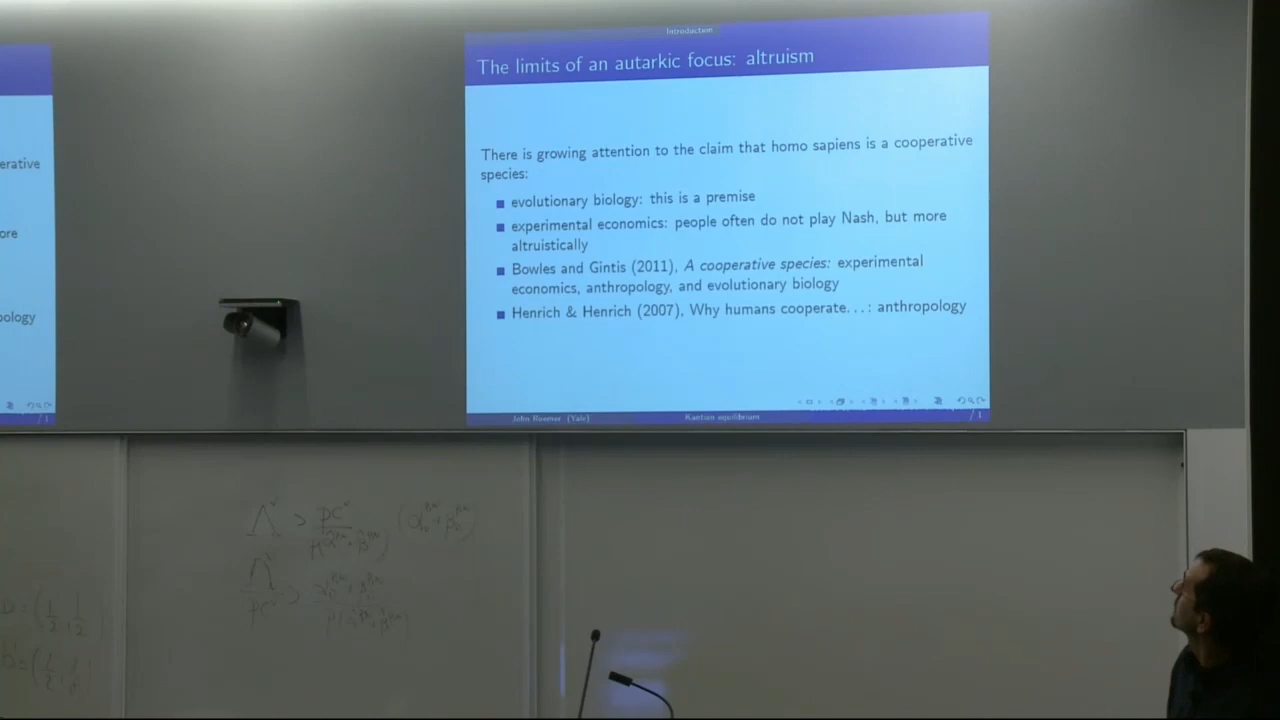 Introduction
The limits of an autarkic focus: altruism
There is growing attention to the claim that homo sapiens is a cooperative
species:
evolutionary biology: this is a premise
experimental economics: people often do not play Nash, but more
altruistically
Bowles and Gintis (2011), A cooperative species: experimental
economics, anthropology, and evolutionary biology
Henrich & Henrich (2007), Why humans cooperate...: anthropology
John Roemer (Yale)
Kantian equilibrium
/ 1
erative
ore
pology
/ 1